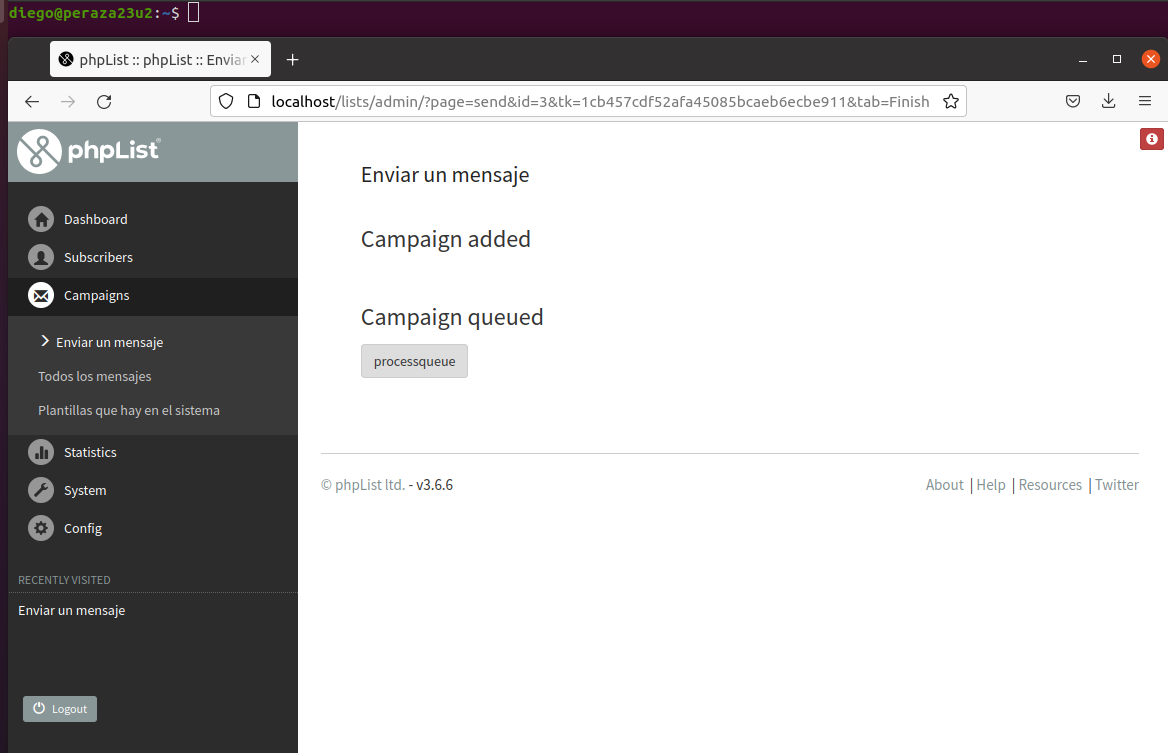 diego@peraza23u2:~$
phpList :: phpList :: Enviar
localhost/lists/admin/?page=send&id=3&tk=1cb457cdf52afa45085bcaeb6ecbe911&tab=Finish
phpList®
Dashboard
Subscribers
Campaigns
Enviar un mensaje
Todos los mensajes
Plantillas que hay en el sistema
Statistics
System
Config
RECENTLY VISITED
Enviar un mensaje
Logout
Enviar un mensaje
Campaign added
Campaign queued
processqueue
© phpList ltd. - v3.6.6
About | Help | Resources | Twitter